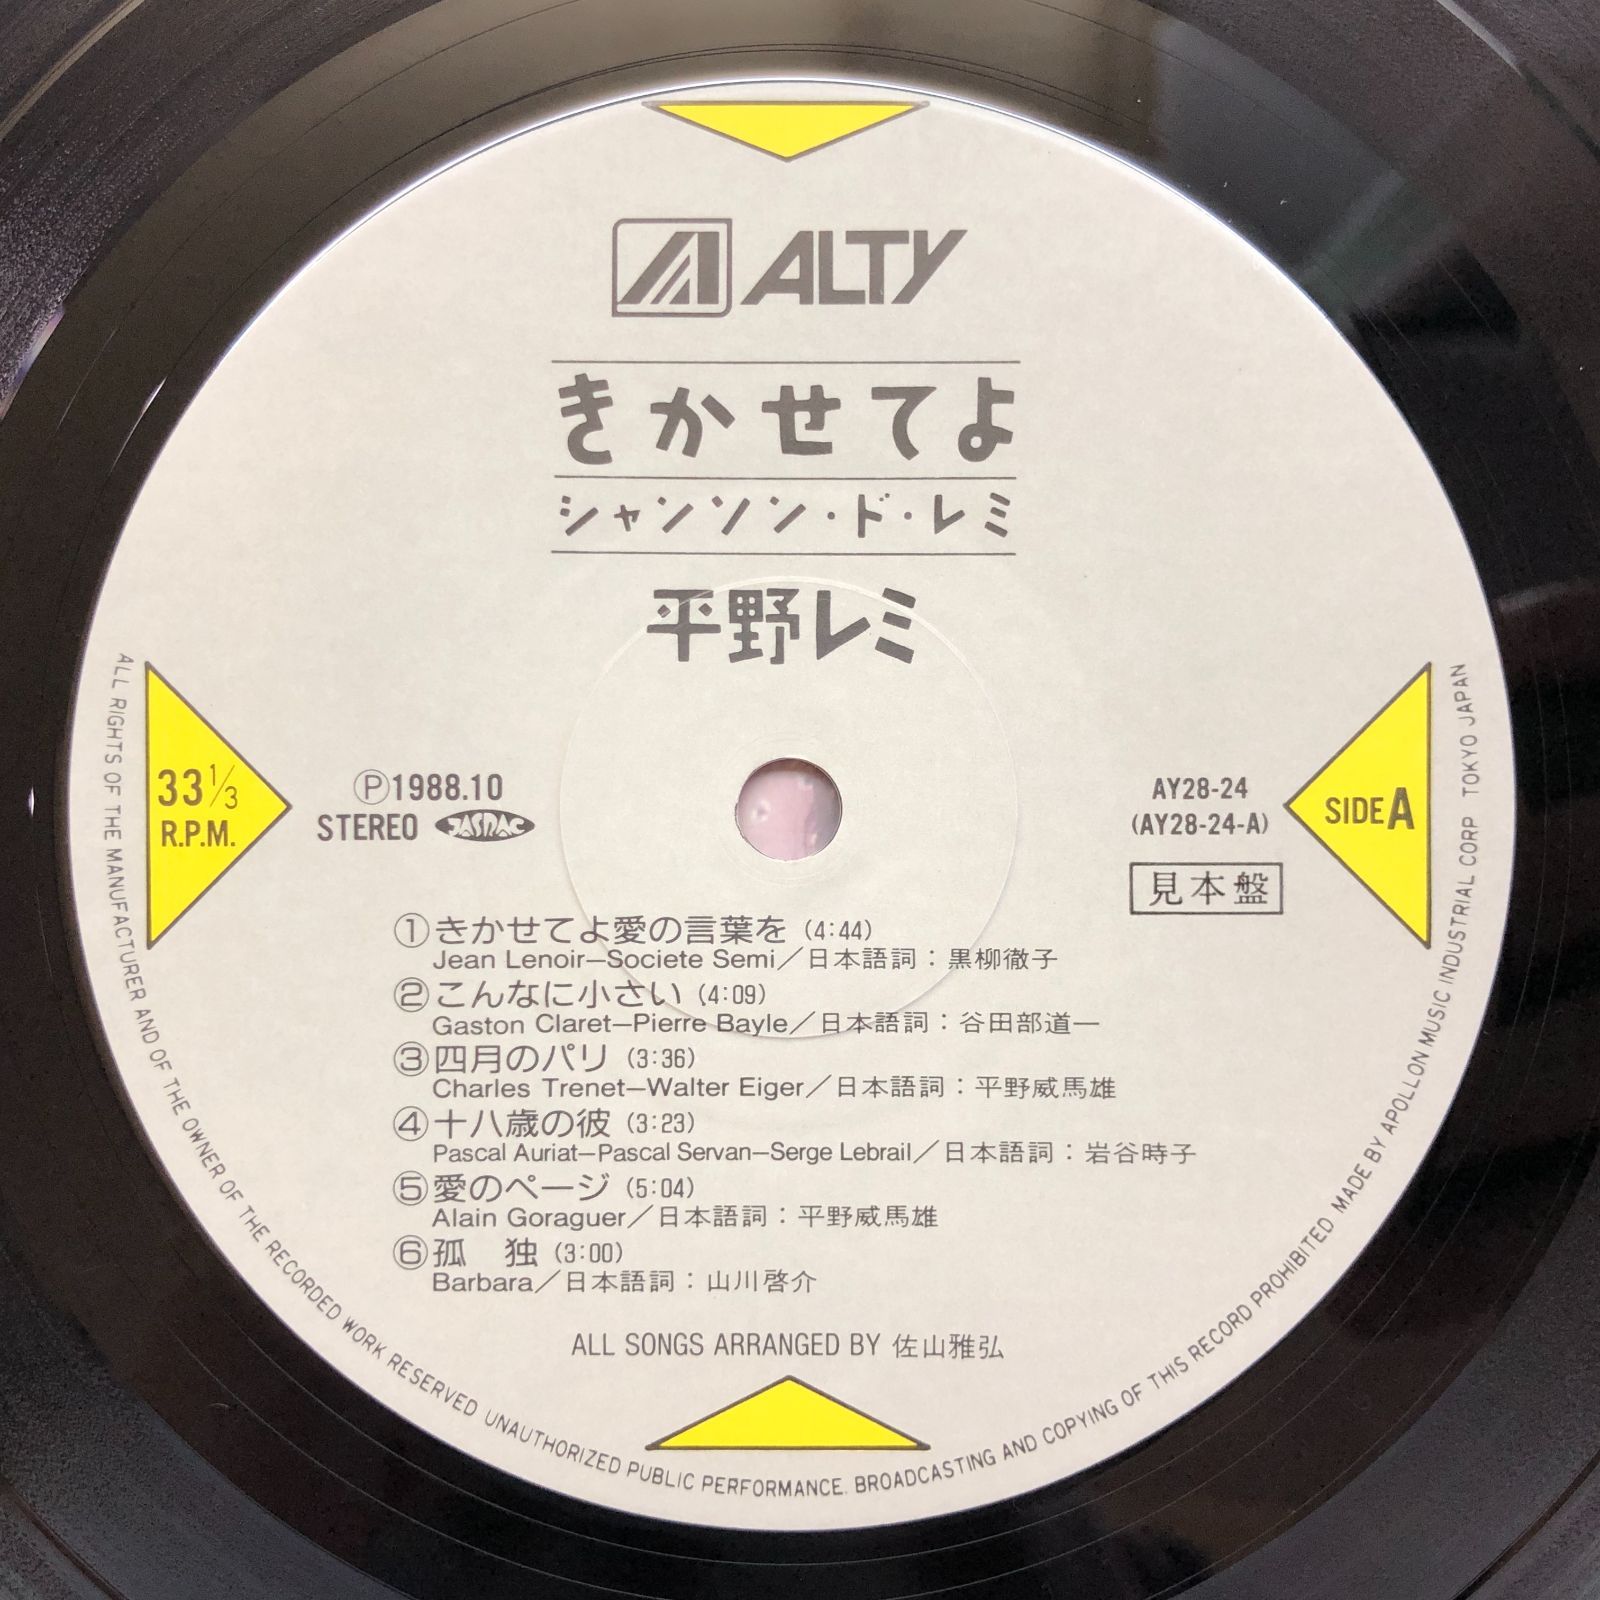 ALTY
きかせてよ
シャンソン・ド・レミ
平野レミ
33 1/3
R.P.M.
Ⓟ1988.10
STEREO JASRAC
AY28-24
(AY28-24-A)
SIDE A
見本盤
①きかせてよ愛の言葉を (4:44)
Jean Lenoir−Societe Semi／日本語詞：黒柳徹子
②こんなに小さい (4:09)
Gaston Claret−Pierre Bayle／日本語詞：谷田部道一
③四月のパリ (3:36)
Charles Trenet−Walter Eiger／日本語詞：平野威馬雄
④十八歳の彼 (3:23)
Pascal Auriat−Pascal Servan−Serge Lebrail／日本語詞：岩谷時子
⑤愛のページ (5:04)
Alain Goraguer／日本語詞：平野威馬雄
⑥孤　独 (3:00)
Barbara／日本語詞：山川啓介
ALL SONGS ARRANGED BY 佐山雅弘
ALL RIGHTS OF THE MANUFACTURER AND OF THE OWNER OF THE RECORDED WORK RESERVED UNAUTHORIZED PUBLIC PERFORMANCE. BROADCASTING AND COPYING OF THIS RECORD PROHIBITED MADE BY APOLLON MUSIC INDUSTRIAL CORP TOKYO JAPAN